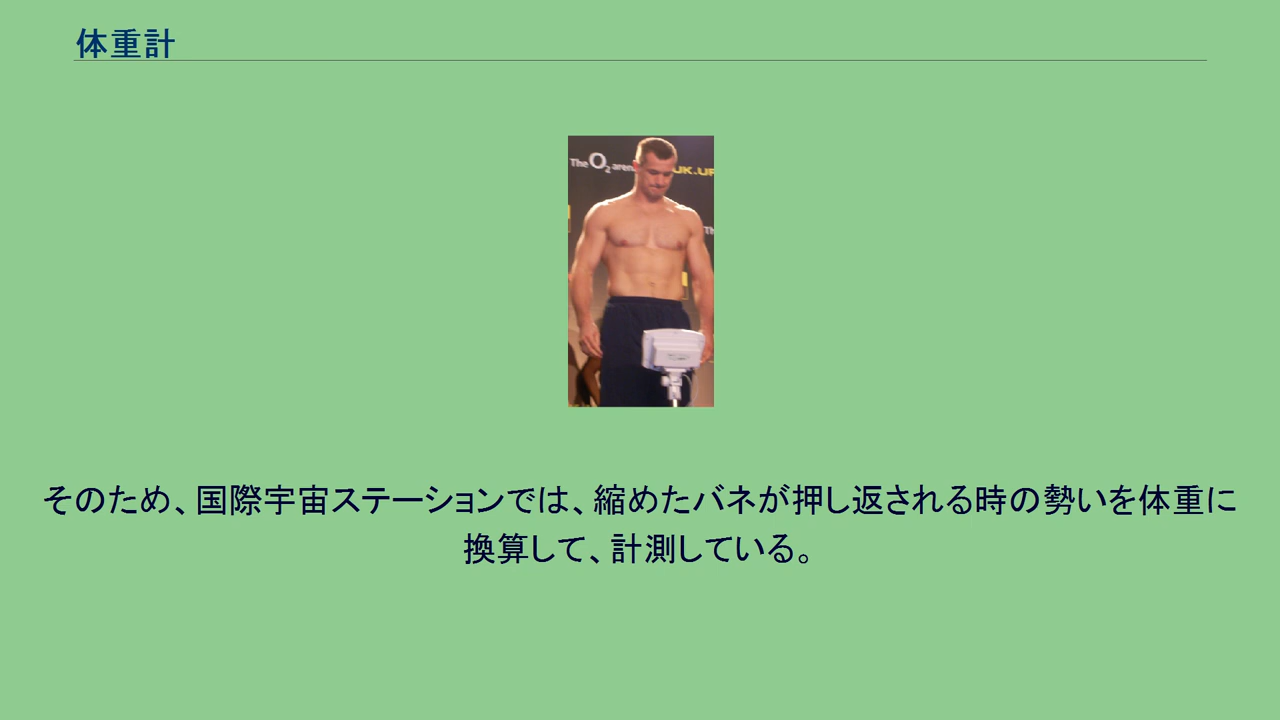 体重計
The O2 arena
UK.UF
Th
そのため、国際宇宙ステーションでは、縮めたバネが押し返される時の勢いを体重に
換算して、計測している。